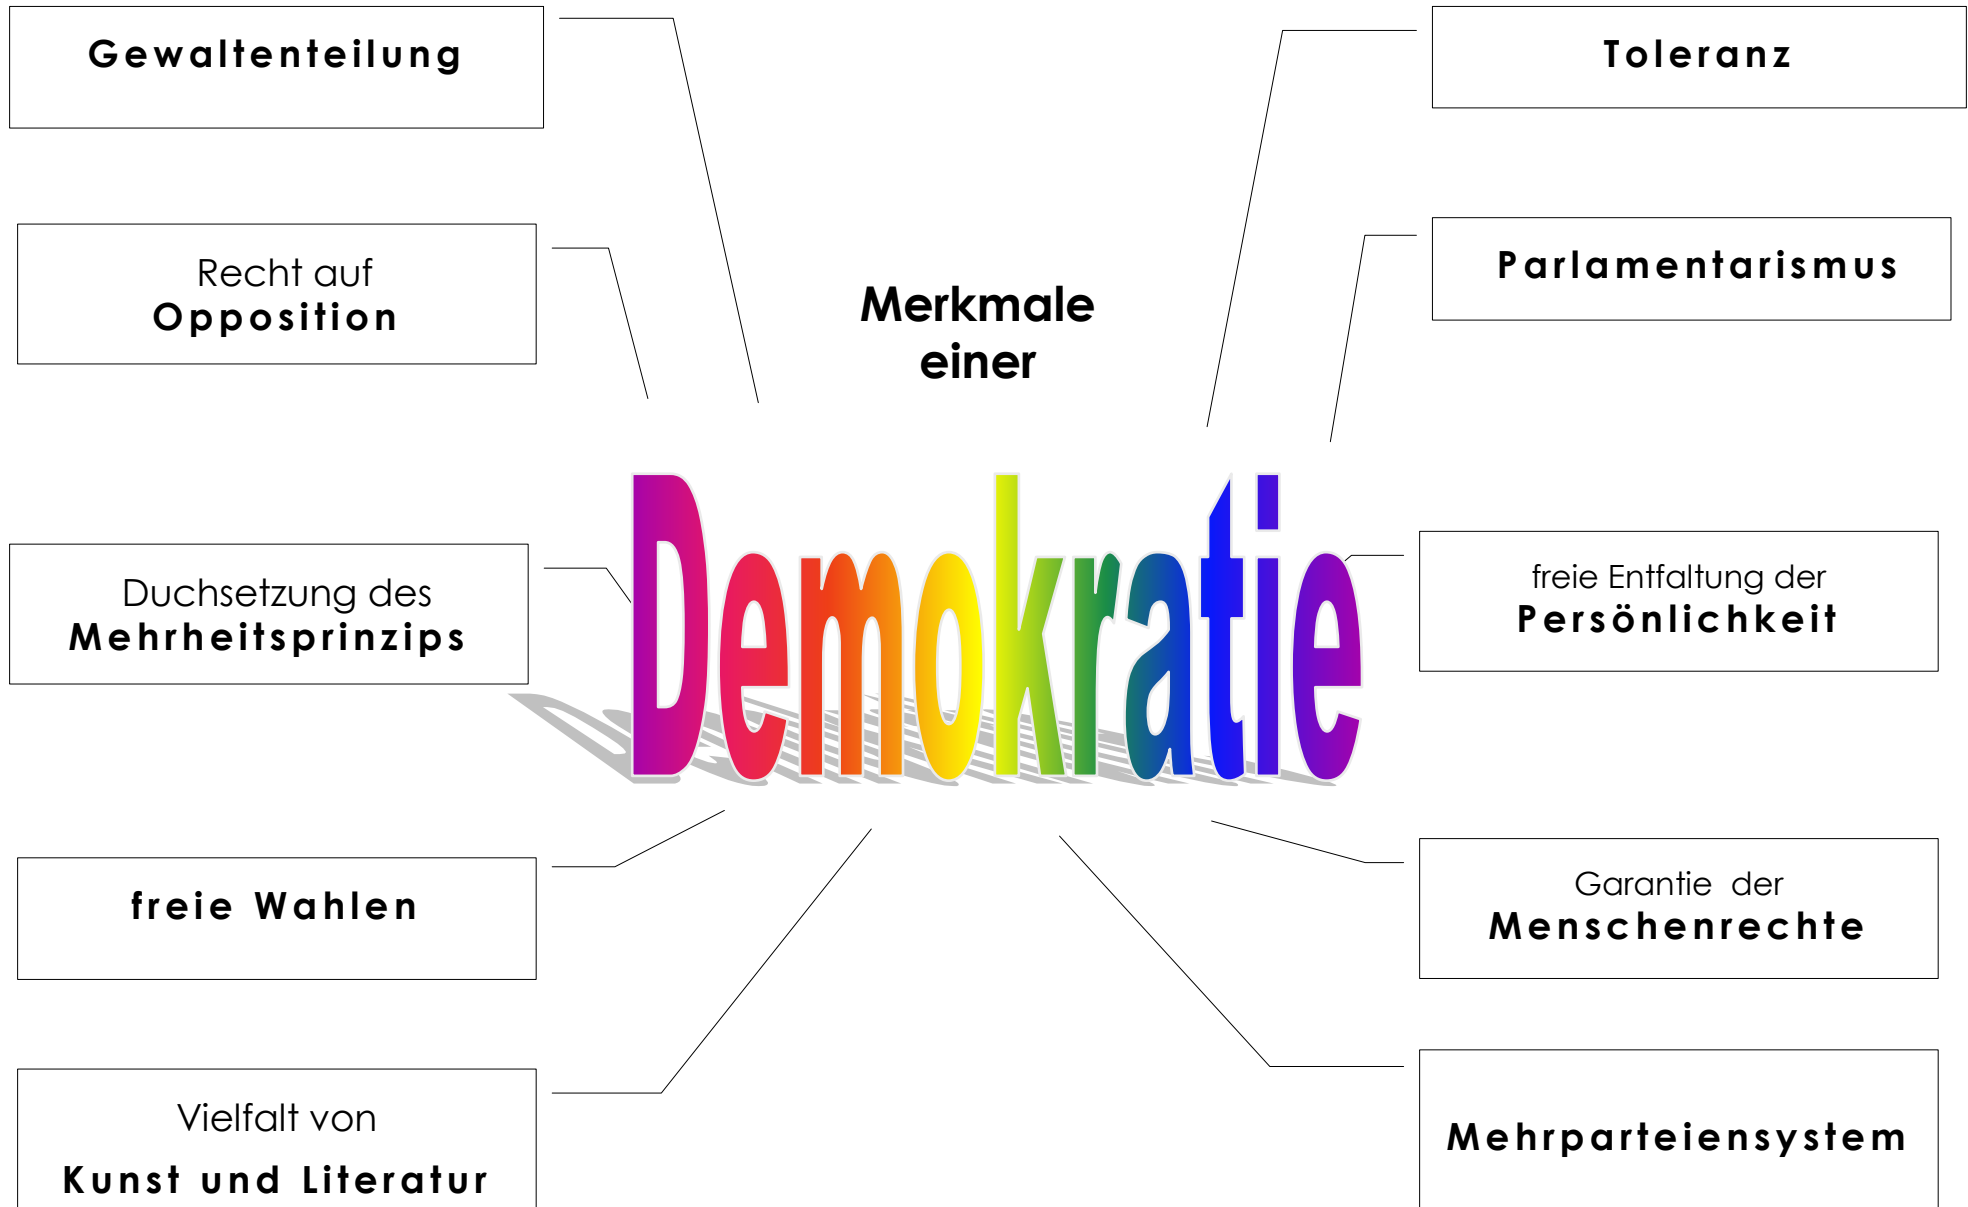 Gewaltenteilung
Toleranz
Recht auf
Opposition
Parlamentarismus
Merkmale
einer
Demokratie
Duchsetzung des
Mehrheitsprinzips
freie Entfaltung der
Persönlichkeit
freie Wahlen
Garantie der
Menschenrechte
Vielfalt von
Kunst und Literatur
Mehrparteiensystem